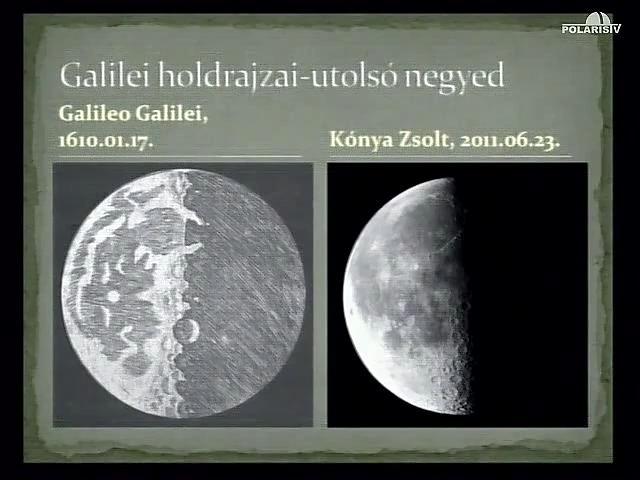 POLARISTV
Galilei holdrajzai-utolsó negyed
Galileo Galilei,
1610.01.17.
Kónya Zsolt, 2011.06.23.